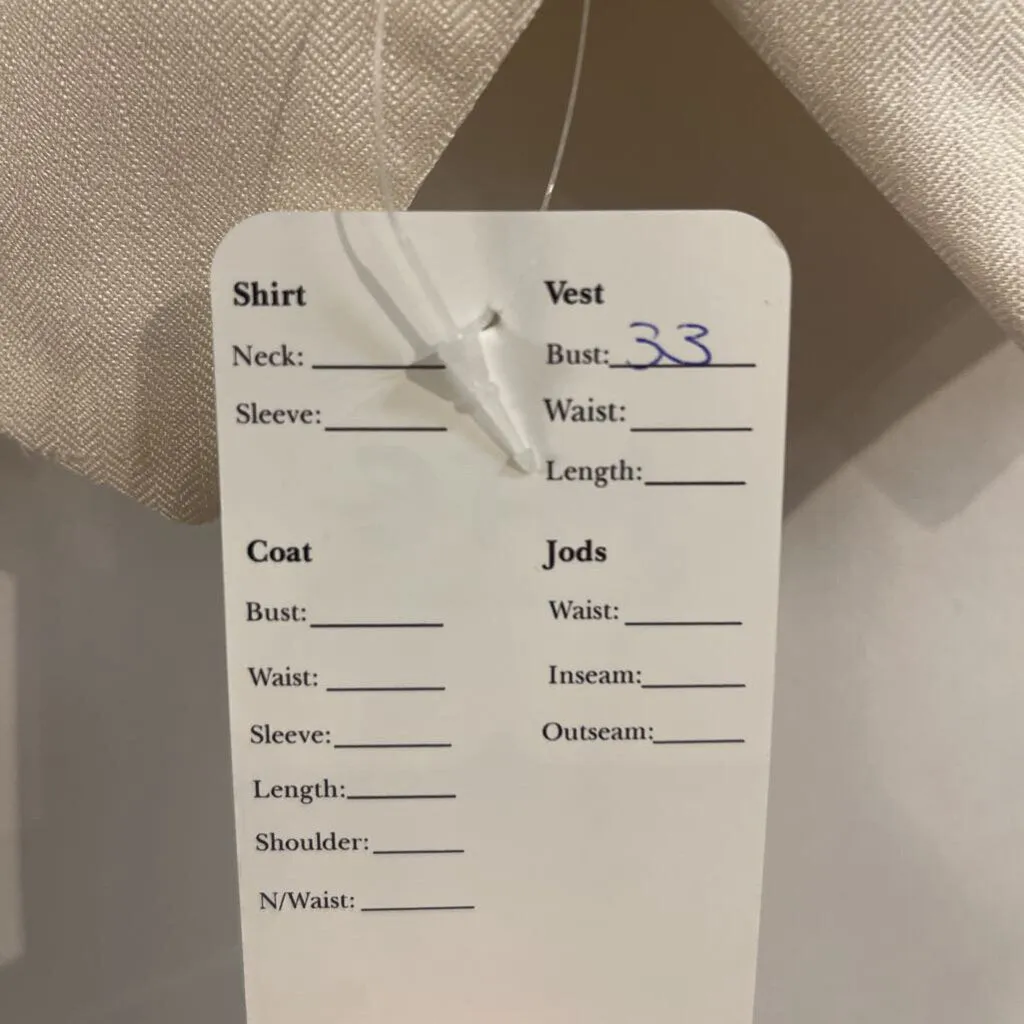 Shirt
Neck:
Sleeve:
Vest
Bust: 33
Waist:
Length:
Coat
Bust:
Waist:
Sleeve:
Length:
Shoulder:
N/Waist:
Jods
Waist:
Inseam:
Outseam: